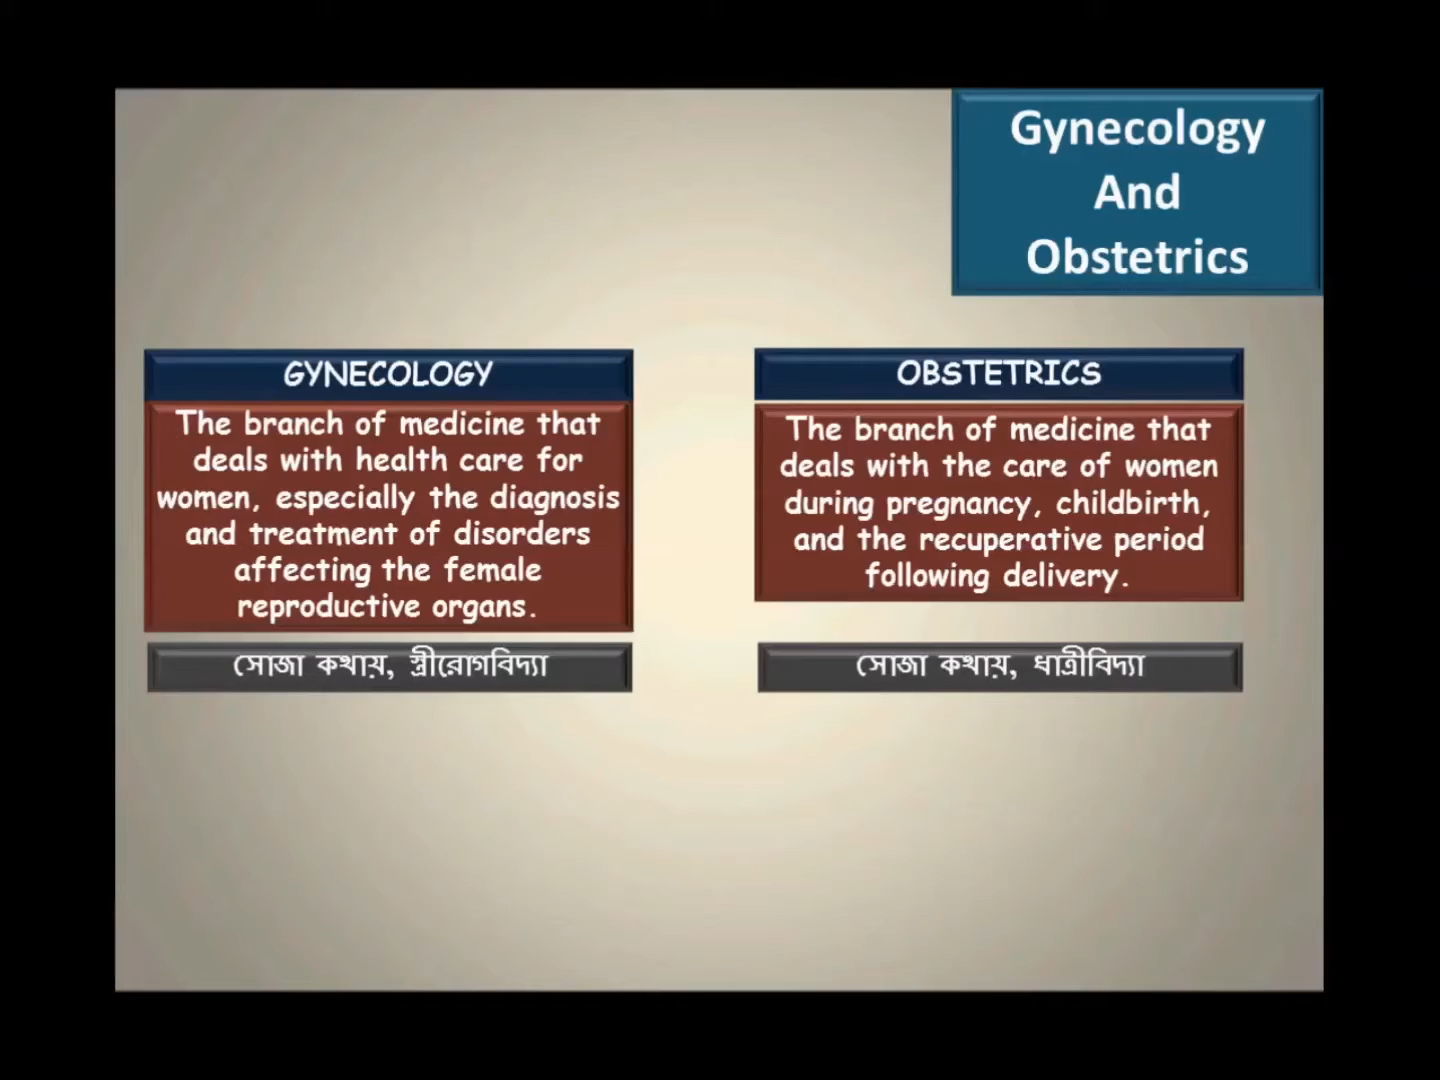 Gynecology
And
Obstetrics
GYNECOLOGY
The branch of medicine that
deals with health care for
women, especially the diagnosis
and treatment of disorders
affecting the female
reproductive organs.
সোজা কথায়, স্ত্রীরোগবিদ্যা
OBSTETRICS
The branch of medicine that
deals with the care of women
during pregnancy, childbirth,
and the recuperative period
following delivery.
সোজা কথায়, ধাত্রীবিদ্যা